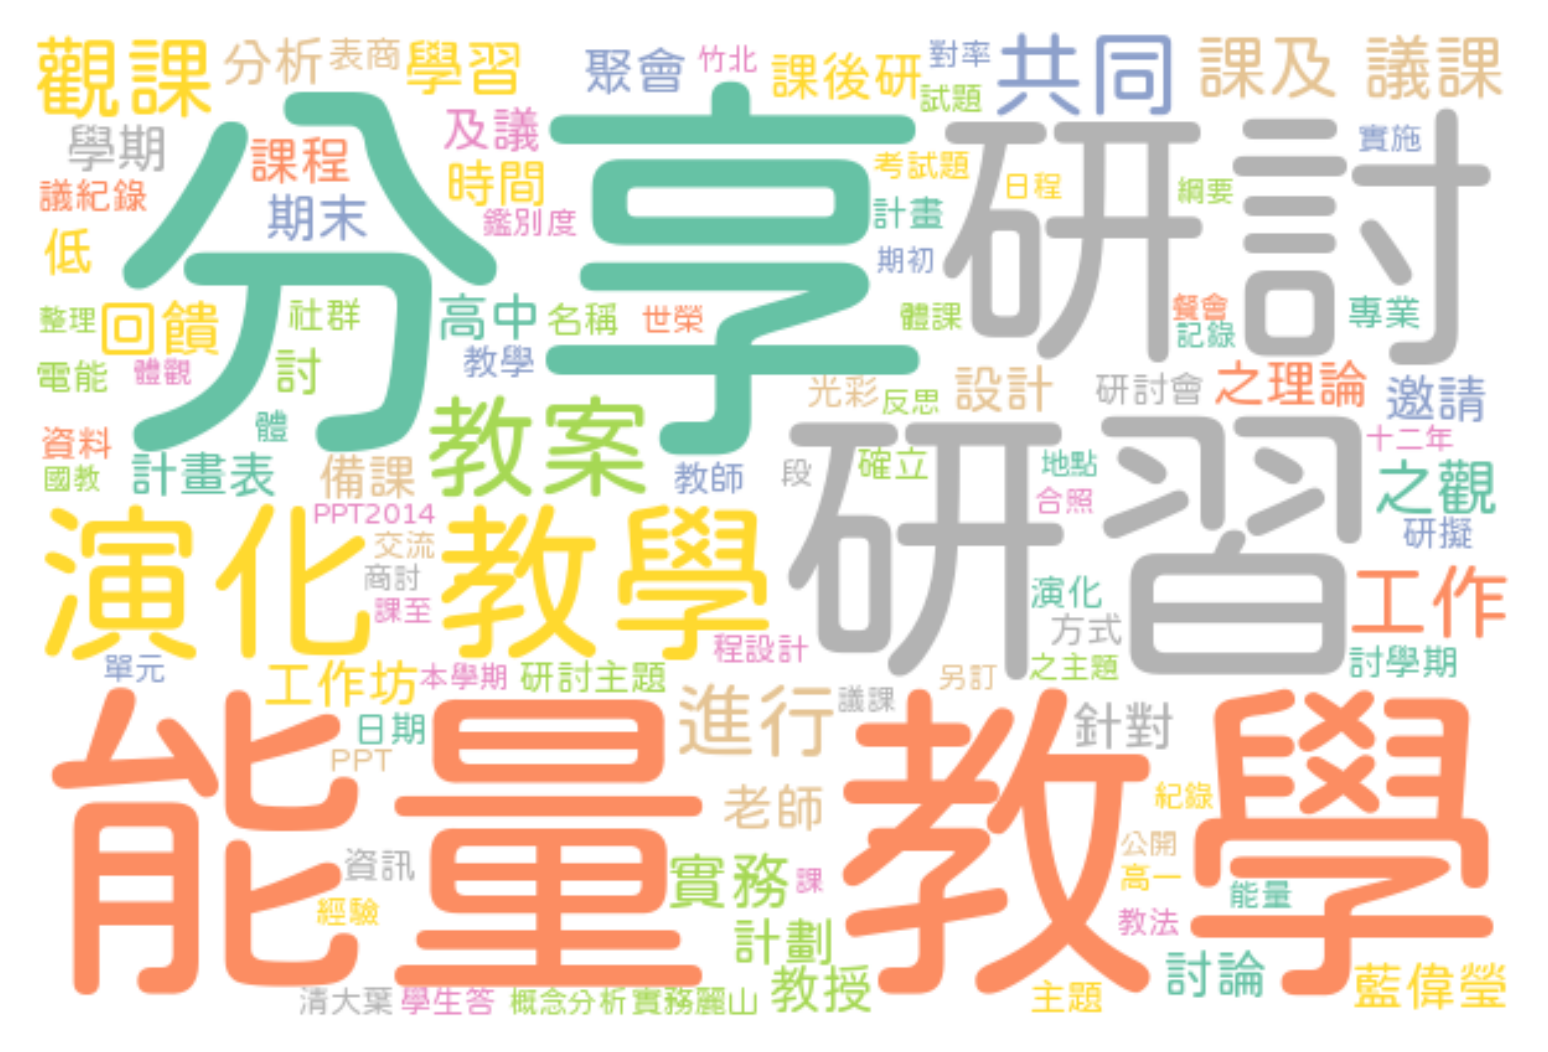 觀課
分析
表商
學習
聚會
竹北
課後研
對率
共同
課及
議課
試題
學期
課程
及議
分享
研討
實施
時間
考試題
日程
綱要
議紀錄
期末
鑑別度
計畫
低
期初
整理
回饋
社群
高中
名稱
世榮
體課
餐會
記錄
專業
電能
體觀
討
教學
光彩
反思
設計
研討會
之理論
邀請
資料
體
教案
研習
十二年
國教
計畫表
備課
教師
段
確立
地點
之觀
PPT2014
合照
演化
教學
交流
研擬
商討
課至
演化
工作
方式
單元
程設計
工作坊
本學期
研討主題
另訂
之主題
討學期
能量
日期
進行
議課
教學
針對
PPT
老師
紀錄
資訊
實務
課
公開
高一
能量
經驗
教法
計劃
討論
清大葉
學生答
概念分析
實務麗山
教授
主題
藍偉瑩